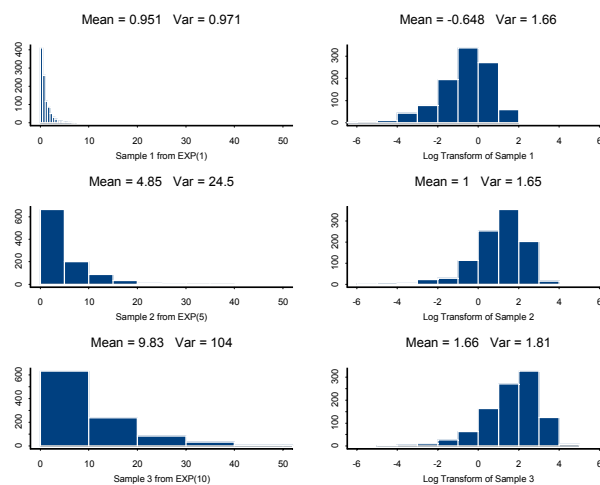 Mean = 0.951 Var = 0.971
400
300
200
100
0
0 10 20 30 40 50
Sample 1 from EXP(1)
Mean = -0.648 Var = 1.66
300
200
100
0
-6 -4 -2 0 2 4 6
Log Transform of Sample 1
Mean = 4.85 Var = 24.5
600
400
200
0
0 10 20 30 40 50
Sample 2 from EXP(5)
Mean = 1 Var = 1.65
300
200
100
0
-6 -4 -2 0 2 4 6
Log Transform of Sample 2
Mean = 9.83 Var = 104
600
400
200
0
0 10 20 30 40 50
Sample 3 from EXP(10)
Mean = 1.66 Var = 1.81
300
200
100
0
-6 -4 -2 0 2 4 6
Log Transform of Sample 3